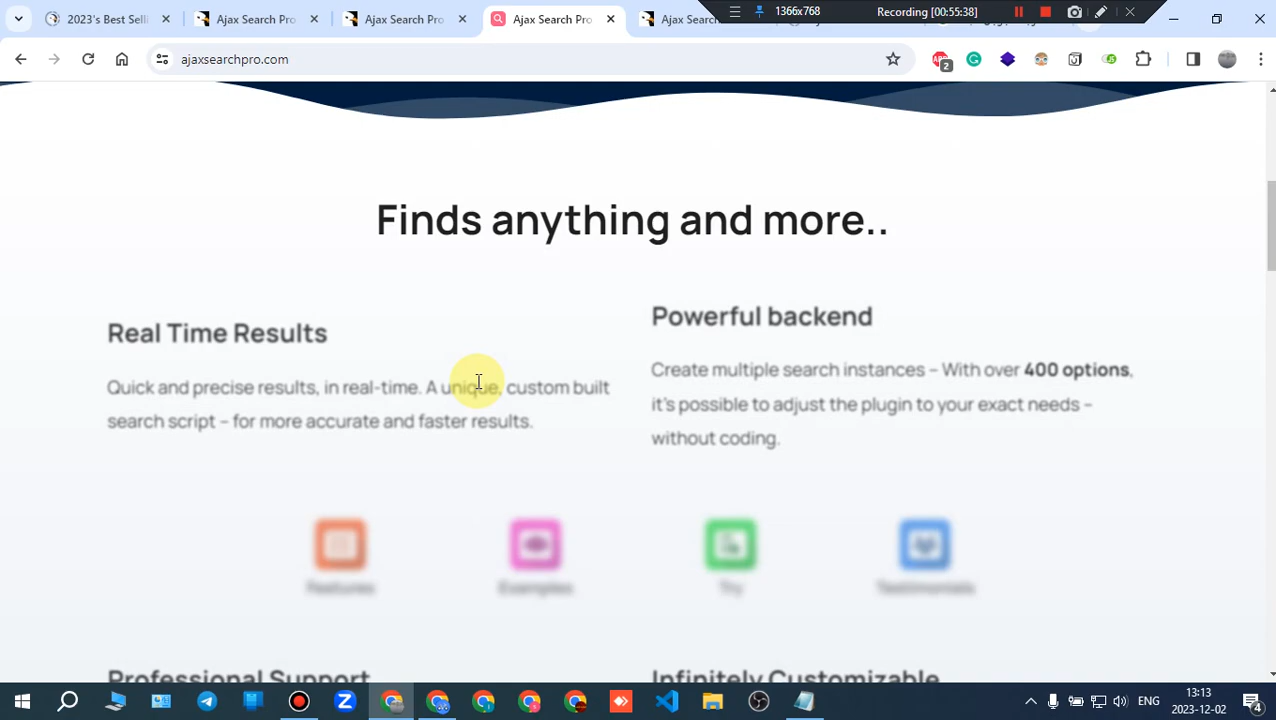 2023's Best Selli
Ajax Search Pro
Ajax Search Pro
Ajax Search Pro
Ajax Sear
1366x768
Recording [00:55:38]
ajaxsearchpro.com
2
Finds anything and more..
Real Time Results
Powerful backend
Quick and precise results, in real-time. A unique, custom built
search script – for more accurate and faster results.
Create multiple search instances – With over 400 options,
it's possible to adjust the plugin to your exact needs –
without coding.
Features
Examples
Try
Testimonials
Professional Support
Infinitely Customizable
ENG
13:13
2023-12-02
4